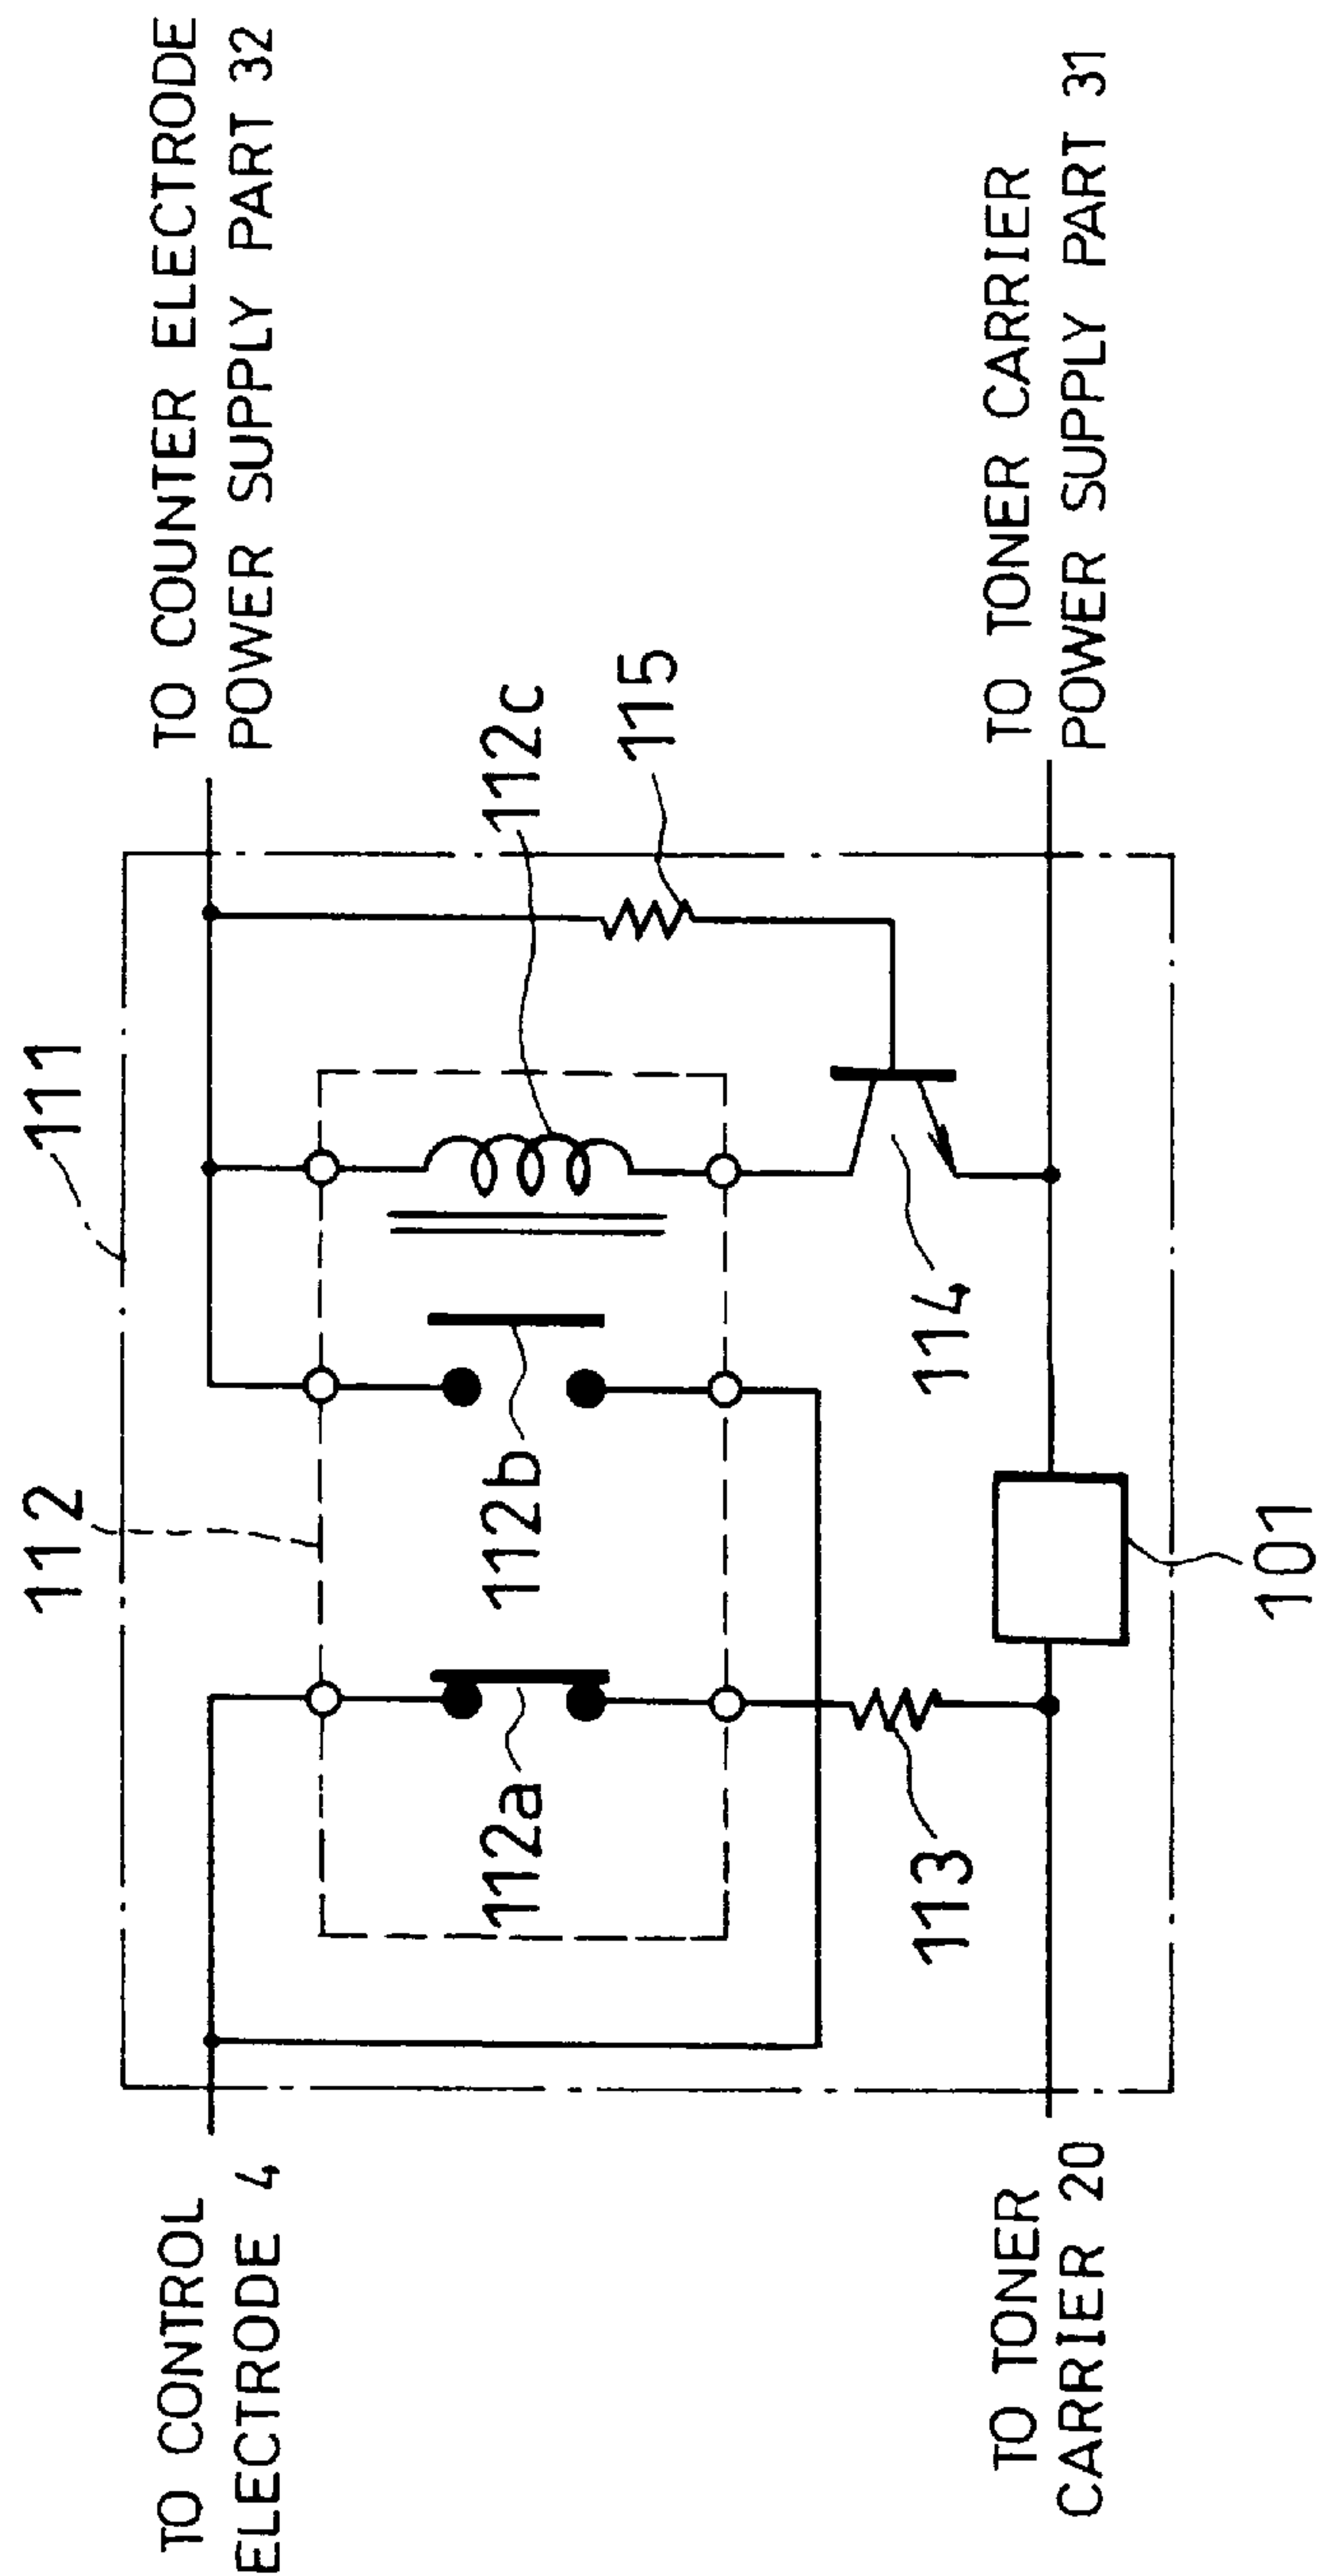 111
112
TO CONTROL
ELECTRODE 4
TO COUNTER ELECTRODE
POWER SUPPLY PART 32
112a
112b
112c
115
113
114
TO TONER
CARRIER 20
TO TONER CARRIER
POWER SUPPLY PART 31
101